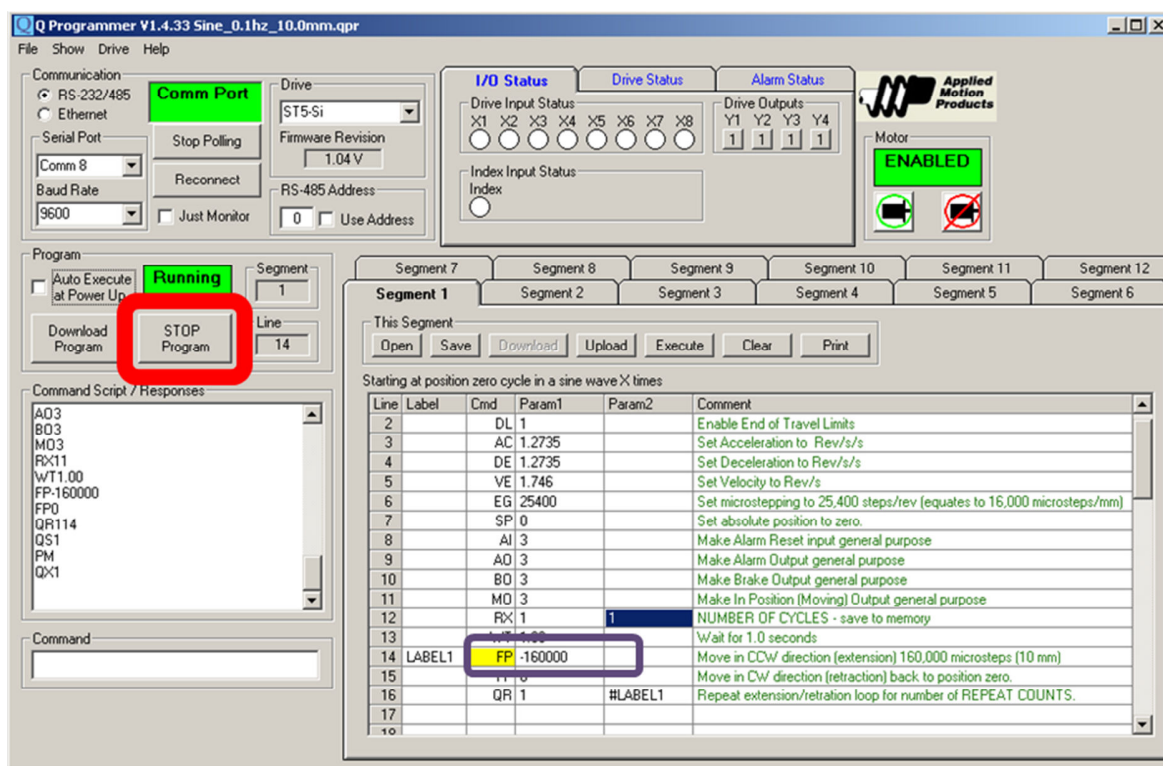 Q Programmer V1.4.33 Sine_0.1hz_10.0mm.qpr
File Show Drive Help
Communication
RS-232/485
Ethernet
Comm Port
Serial Port
Comm 8
Baud Rate
9600
Stop Polling
Reconnect
Just Monitor
Drive
ST5-Si
Firmware Revision
1.04 V
RS-485 Address
0 Use Address
I/O Status Drive Status Alarm Status
Drive Input Status
X1 X2 X3 X4 X5 X6 X7 X8
Drive Outputs
Y1 Y2 Y3 Y4
1 1 1 1
Index Input Status
Index
Applied
Motion
Products
Motor
ENABLED
Program
Auto Execute
at Power Up
Running
Segment
1
Download
Program
STOP
Program
Line
14
Command Script / Responses
AO3
BO3
MO3
RX11
WT1.00
FP-160000
FP0
QR114
QS1
PM
QX1
Command
Segment 7 Segment 8 Segment 9 Segment 10 Segment 11 Segment 12
Segment 1 Segment 2 Segment 3 Segment 4 Segment 5 Segment 6
This Segment
Open Save Download Upload Execute Clear Print
Starting at position zero cycle in a sine wave X times
Line Label Cmd Param1 Param2 Comment
2 DL 1 Enable End of Travel Limits
3 AC 1.2735 Set Acceleration to Rev/s/s
4 DE 1.2735 Set Deceleration to Rev/s/s
5 VE 1.746 Set Velocity to Rev/s
6 EG 25400 Set microstepping to 25,400 steps/rev (equates to 16,000 microsteps/mm)
7 SP 0 Set absolute position to zero.
8 AI 3 Make Alarm Reset input general purpose
9 AO 3 Make Alarm Output general purpose
10 BO 3 Make Brake Output general purpose
11 MO 3 Make In Position (Moving) Output general purpose
12 RX 1 1 NUMBER OF CYCLES - save to memory
13 WT 1.00 Wait for 1.0 seconds
14 LABEL1 FP -160000 Move in CCW direction (extension) 160,000 microsteps (10 mm)
15 Move in CW direction (retraction) back to position zero.
16 QR 1 #LABEL1 Repeat extension/retration loop for number of REPEAT COUNTS.
17